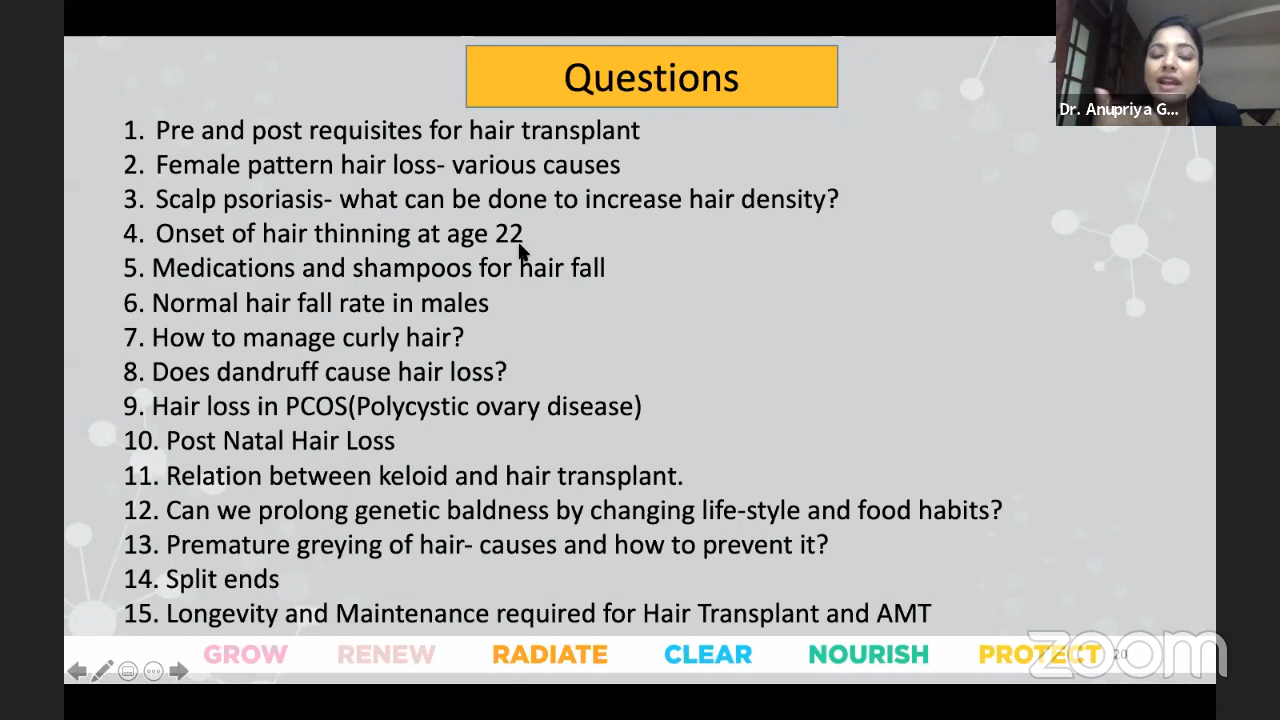 Questions
Dr. Anupriya G...
1. Pre and post requisites for hair transplant
2. Female pattern hair loss- various causes
3. Scalp psoriasis- what can be done to increase hair density?
4. Onset of hair thinning at age 22
5. Medications and shampoos for hair fall
6. Normal hair fall rate in males
7. How to manage curly hair?
8. Does dandruff cause hair loss?
9. Hair loss in PCOS(Polycystic ovary disease)
10. Post Natal Hair Loss
11. Relation between keloid and hair transplant.
12. Can we prolong genetic baldness by changing life-style and food habits?
13. Premature greying of hair- causes and how to prevent it?
14. Split ends
15. Longevity and Maintenance required for Hair Transplant and AMT
GROW RENEW RADIATE CLEAR NOURISH PROTECT 20
zoom